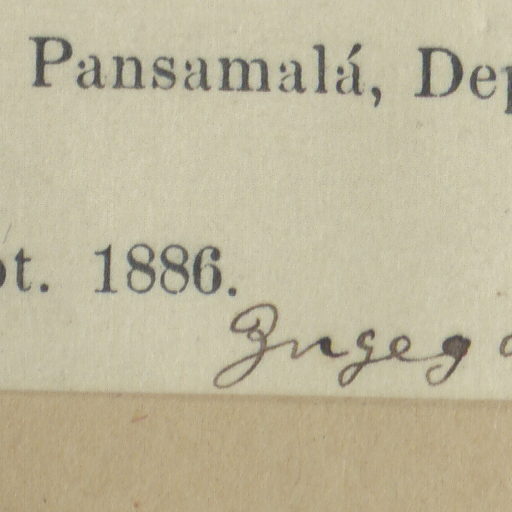 Pansamalá, Dep
pt. 1886.